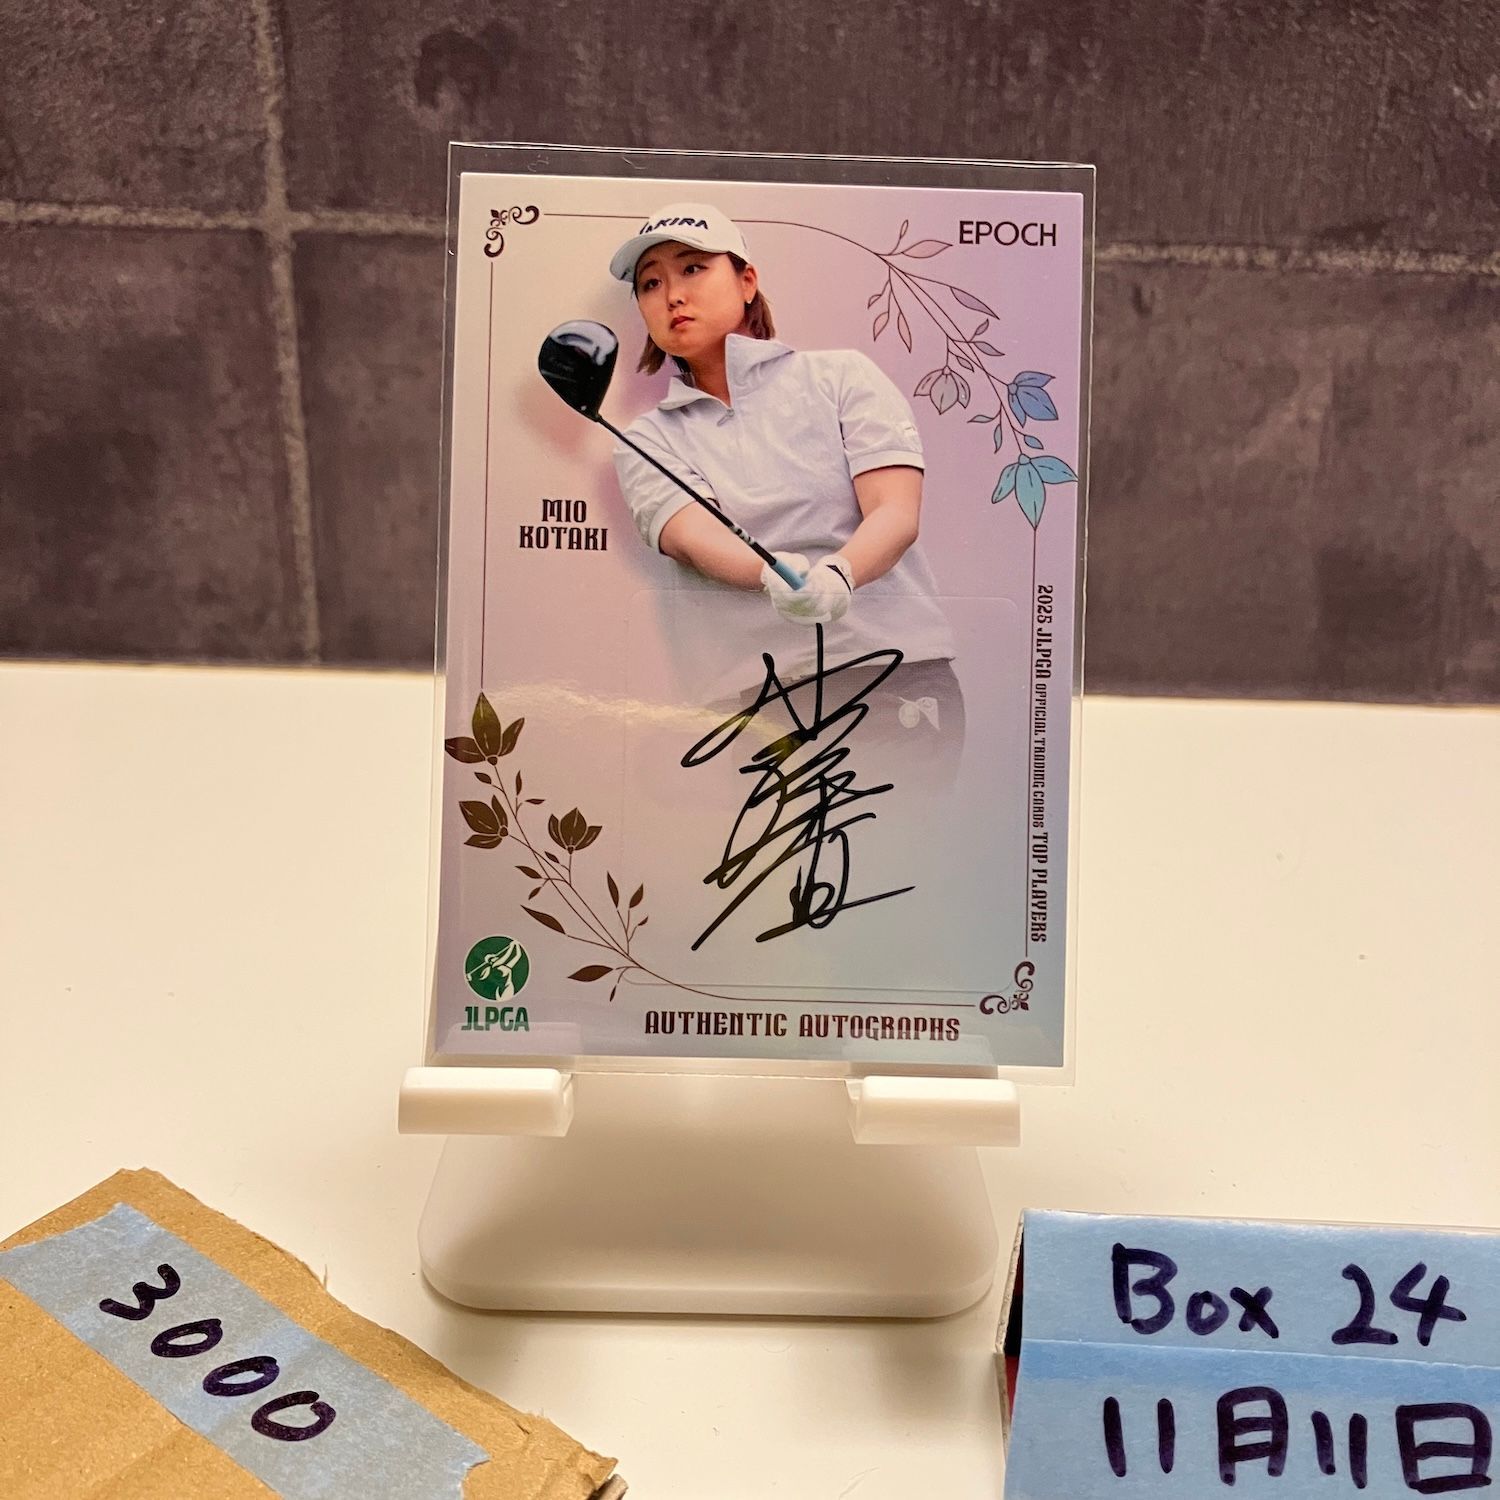 EPOCH
AKIRA
MIO
KOTAKI
2025 JLPGA OFFICIAL TRADING CARDS TOP PLAYERS
JLPGA
AUTHENTIC AUTOGRAPHS
3000
Box 24
11月11日